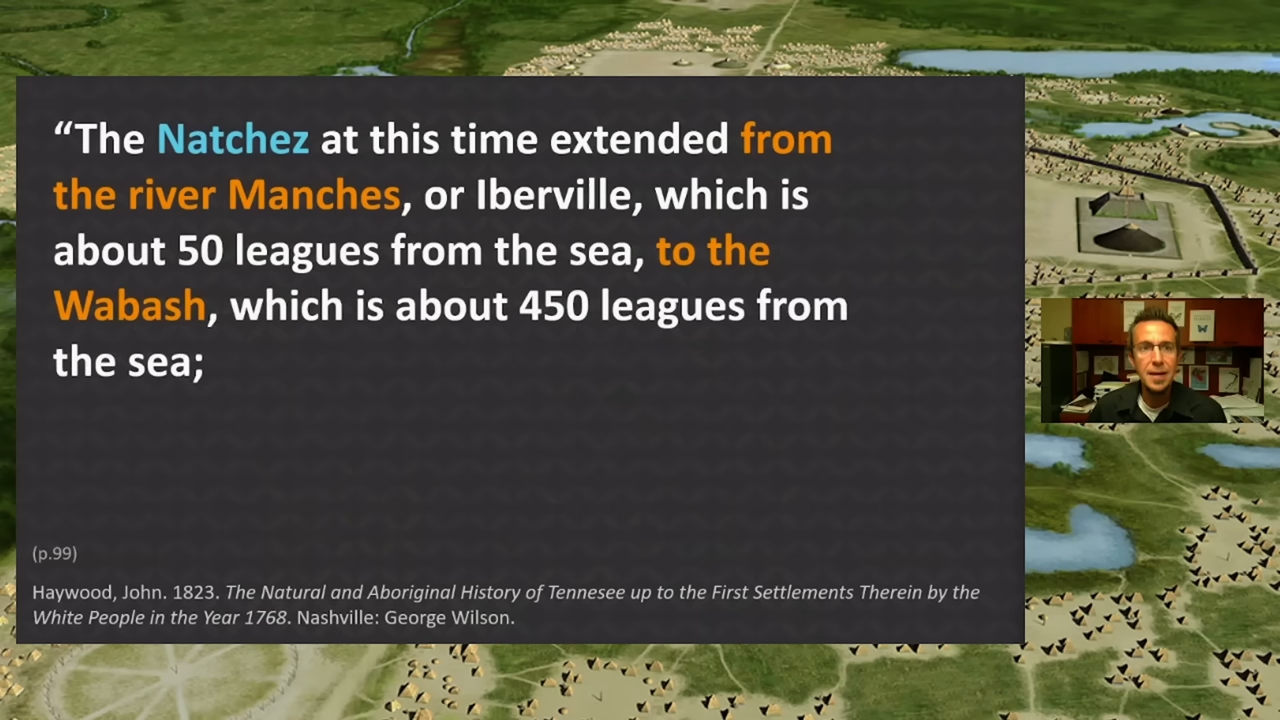 “The Natchez at this time extended from
the river Manches, or Iberville, which is
about 50 leagues from the sea, to the
Wabash, which is about 450 leagues from
the sea;
(p.99)
Haywood, John. 1823. The Natural and Aboriginal History of Tennesee up to the First Settlements Therein by the
White People in the Year 1768. Nashville: George Wilson.